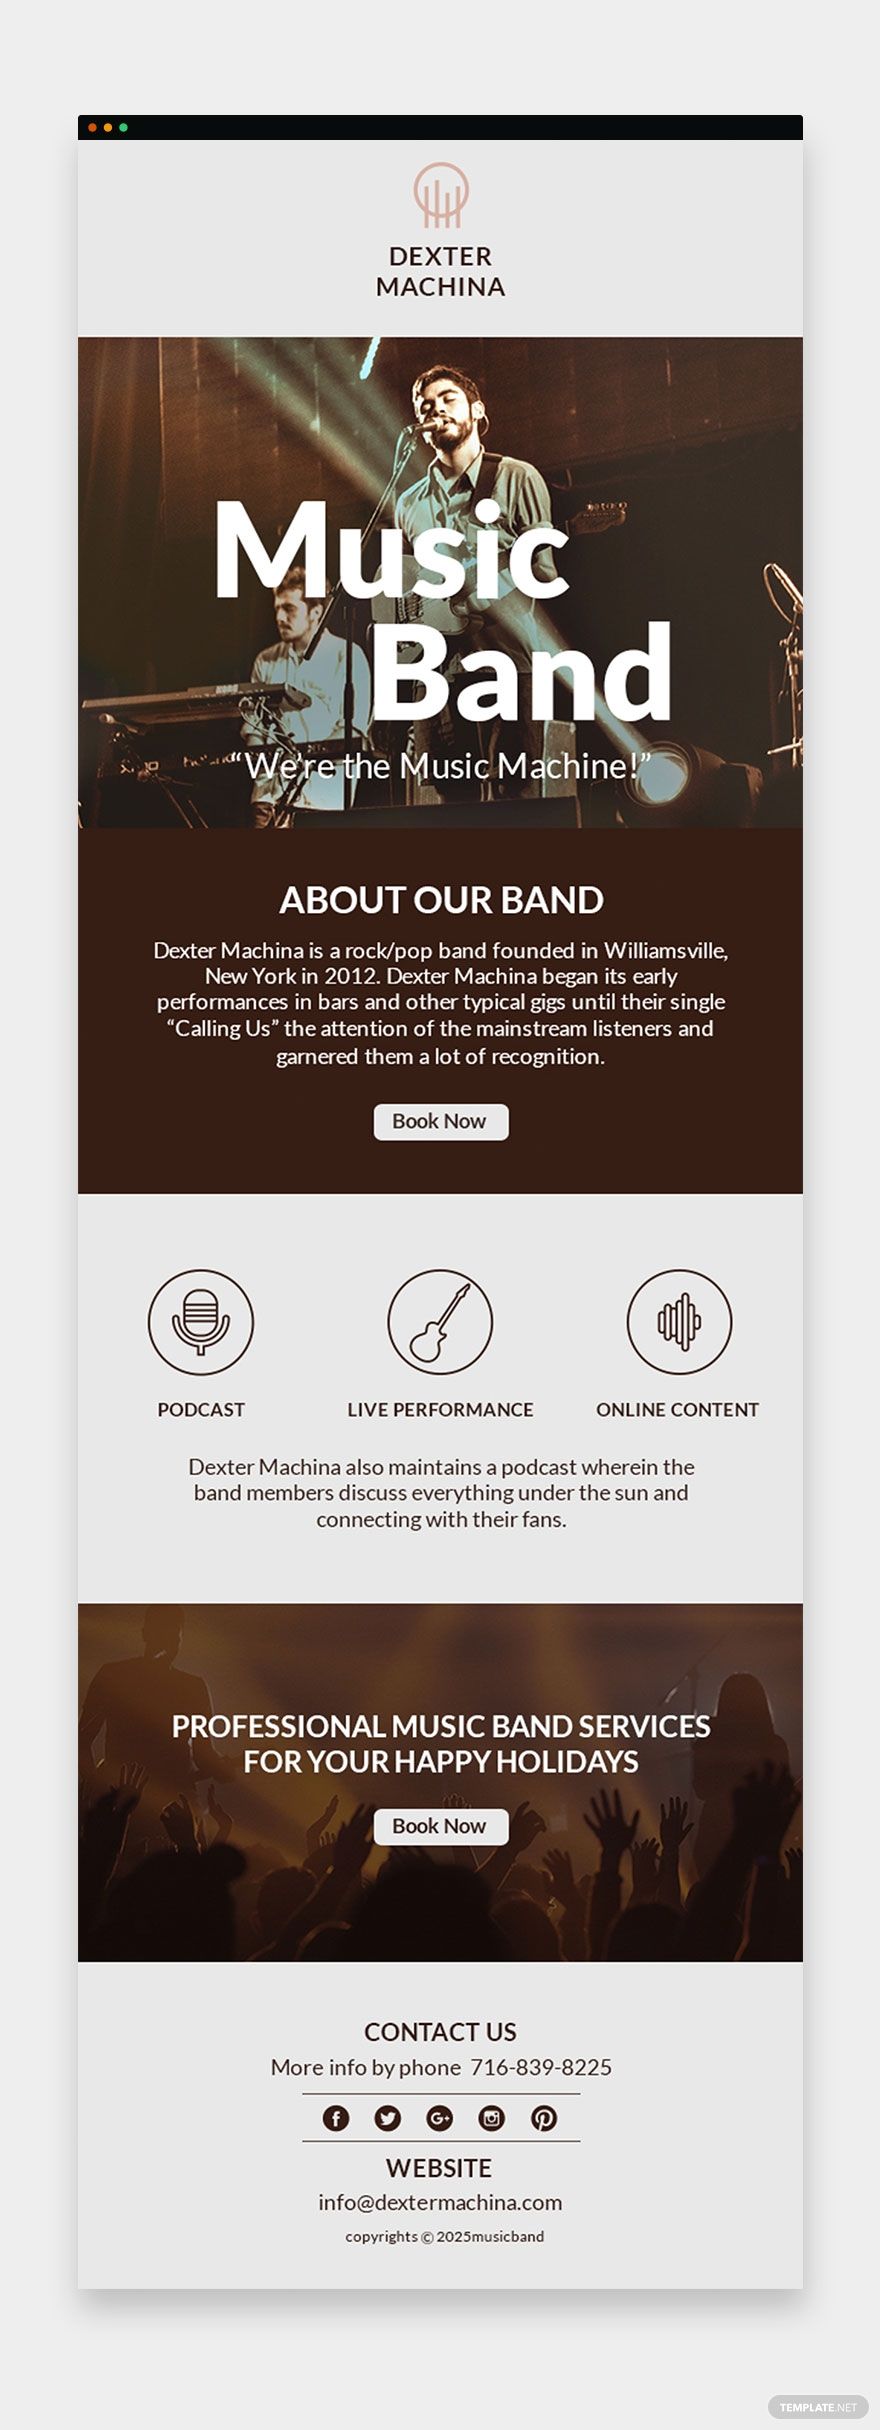 DEXTER
MACHINA
Music
Band
“We’re the Music Machine!”
ABOUT OUR BAND
Dexter Machina is a rock/pop band founded in Williamsville,
New York in 2012. Dexter Machina began its early
performances in bars and other typical gigs until their single
“Calling Us” the attention of the mainstream listeners and
garnered them a lot of recognition.
Book Now
PODCAST
LIVE PERFORMANCE
ONLINE CONTENT
Dexter Machina also maintains a podcast wherein the
band members discuss everything under the sun and
connecting with their fans.
PROFESSIONAL MUSIC BAND SERVICES
FOR YOUR HAPPY HOLIDAYS
Book Now
CONTACT US
More info by phone 716-839-8225
WEBSITE
info@dextermachina.com
copyrights © 2025musicband
TEMPLATE.NET